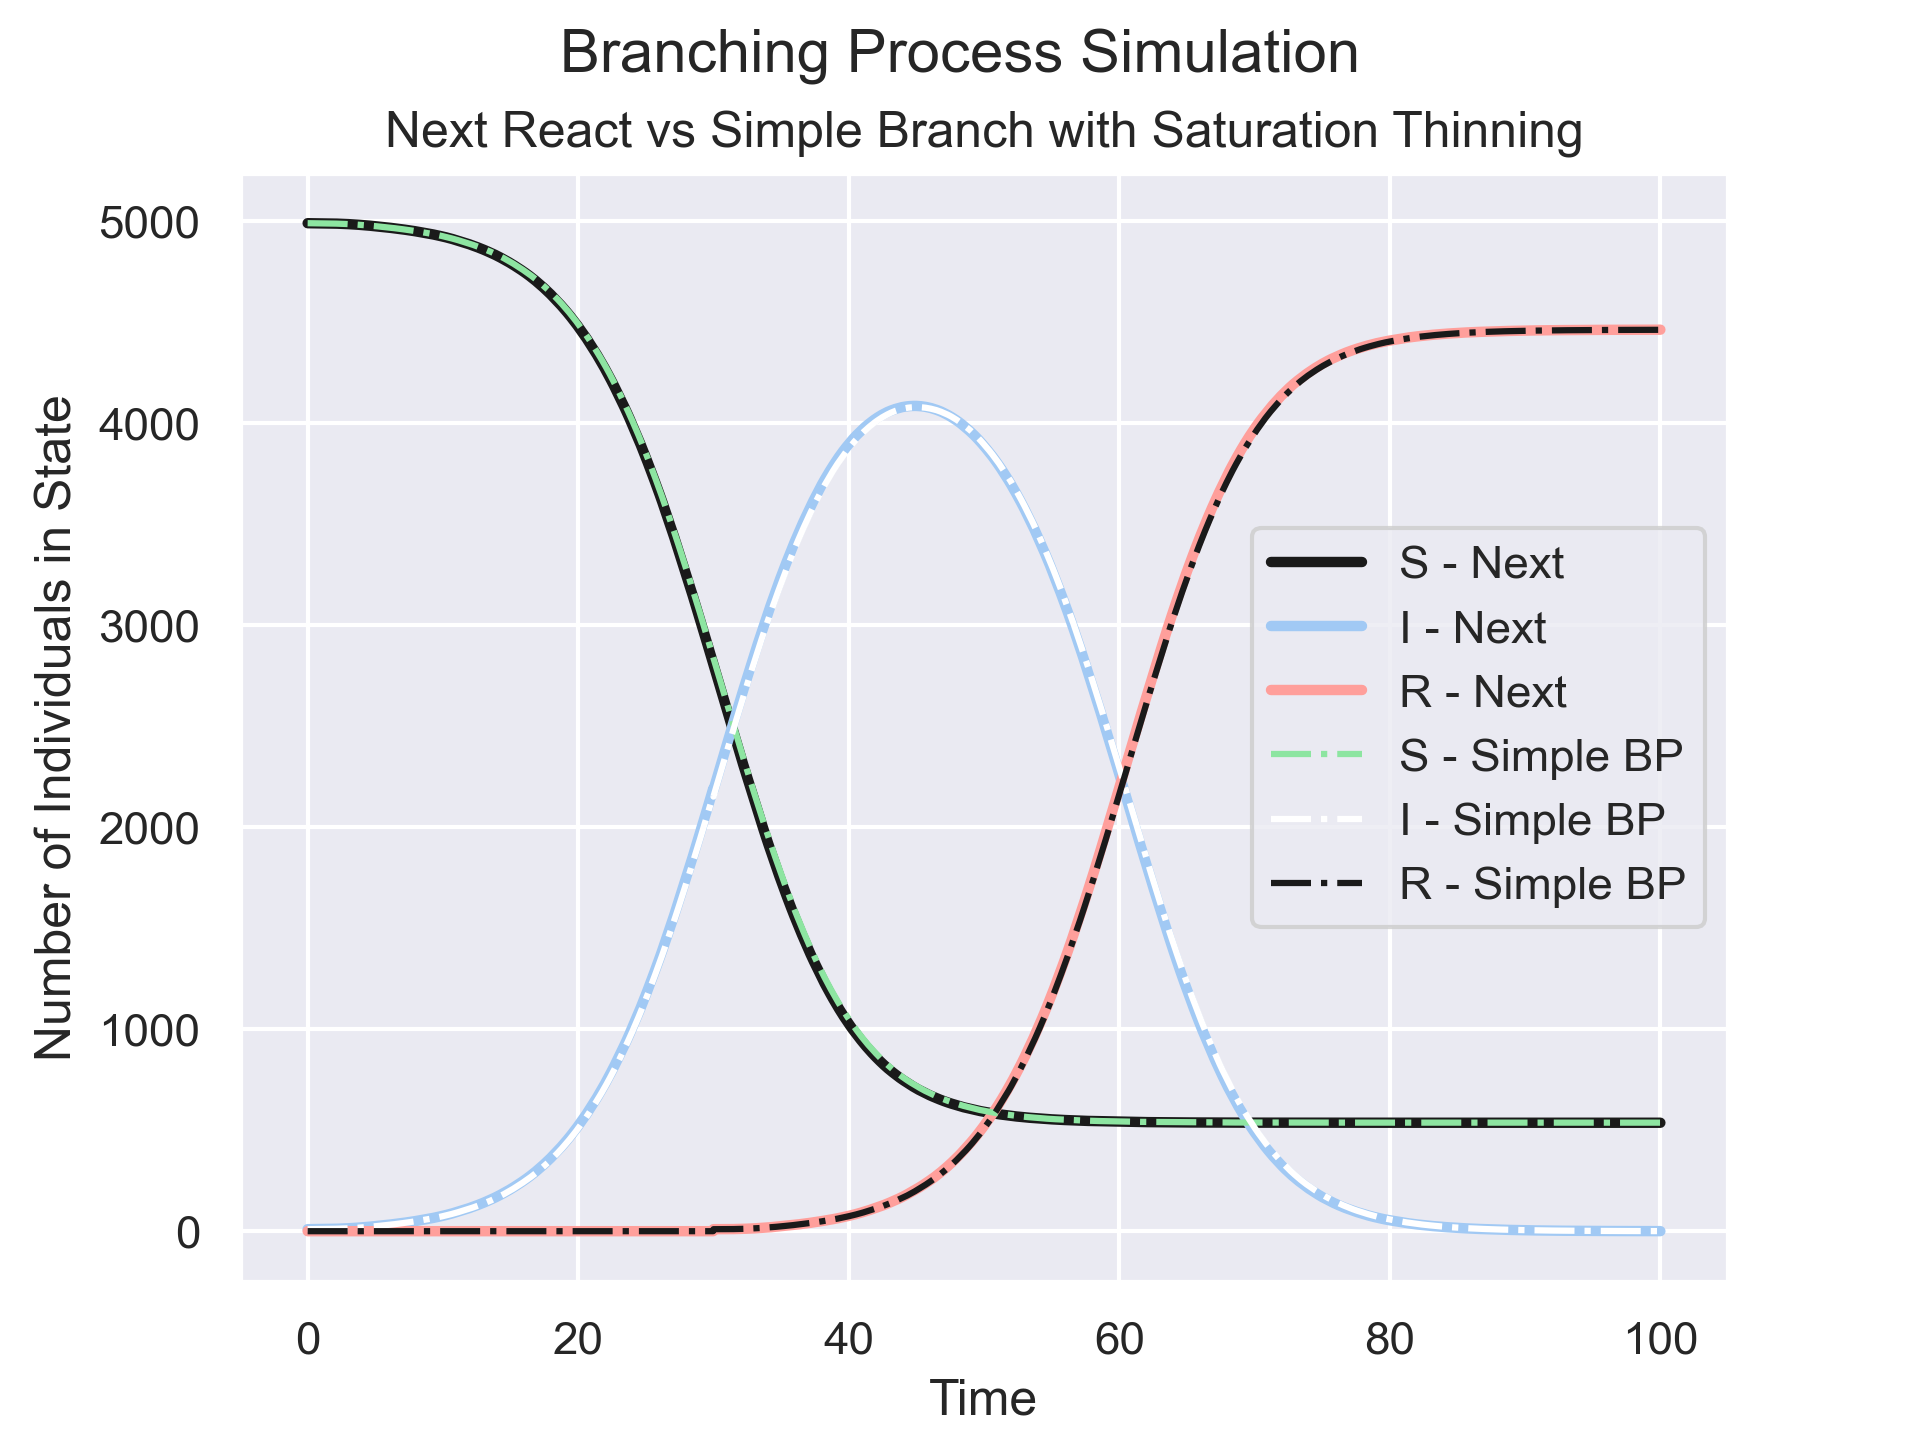 Branching Process Simulation
Next React vs Simple Branch with Saturation Thinning
Number of Individuals in State
5000
4000
3000
2000
1000
0
S - Next
I - Next
R - Next
S - Simple BP
I - Simple BP
R - Simple BP
0 20 40 60 80 100
Time